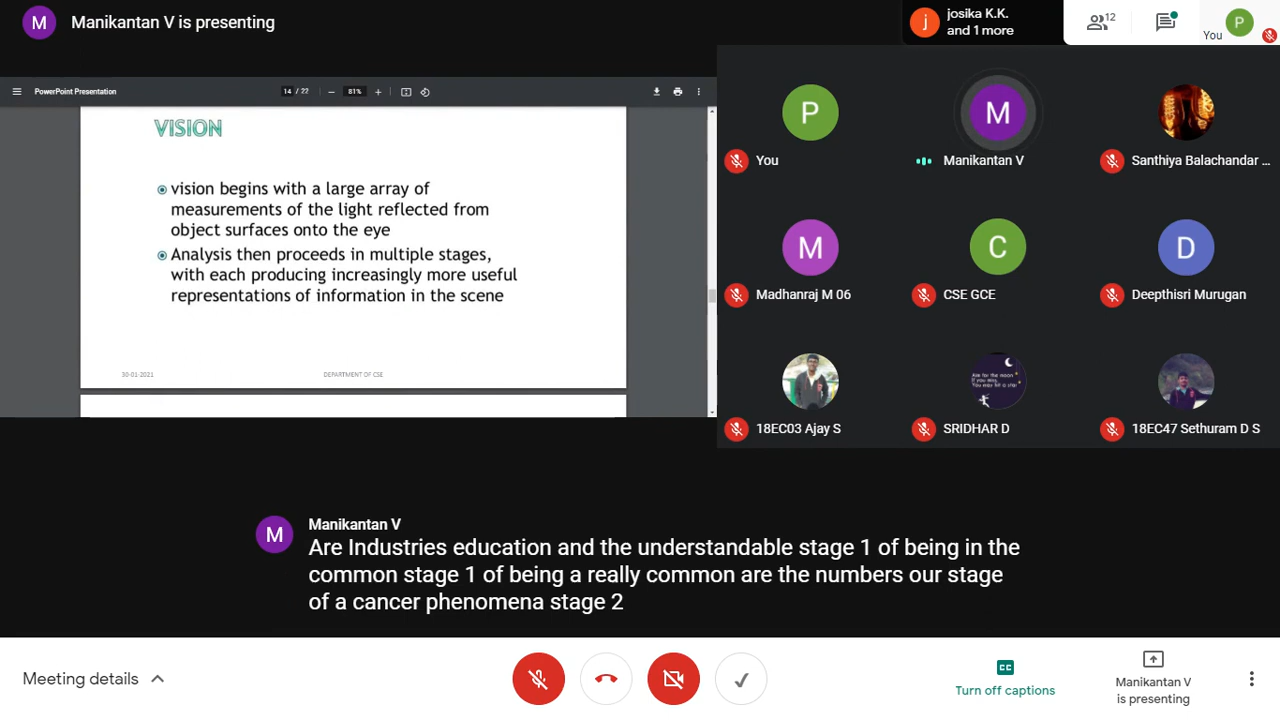 M Manikantan V is presenting
josika K.K.
and 1 more
j
12
You
P
PowerPoint Presentation
14 / 22
81%
VISION
vision begins with a large array of
measurements of the light reflected from
object surfaces onto the eye
Analysis then proceeds in multiple stages,
with each producing increasingly more useful
representations of information in the scene
30-01-2021
DEPARTMENT OF CSE
P
M
You
Manikantan V
Santhiya Balachandar ...
M
C
D
Madhanraj M 06
CSE GCE
Deepthisri Murugan
18EC03 Ajay S
SRIDHAR D
18EC47 Sethuram D S
M
Manikantan V
Are Industries education and the understandable stage 1 of being in the
common stage 1 of being a really common are the numbers our stage
of a cancer phenomena stage 2
Meeting details
CC
Turn off captions
Manikantan V
is presenting